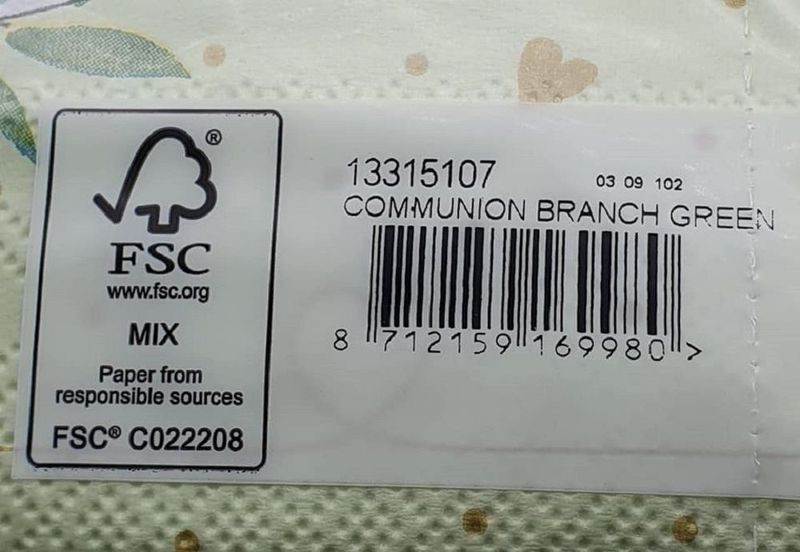 ®
FSC
www.fsc.org
MIX
Paper from
responsible sources
FSC® C022208
13315107 03 09 102
COMMUNION BRANCH GREEN
8 712159 169980 >